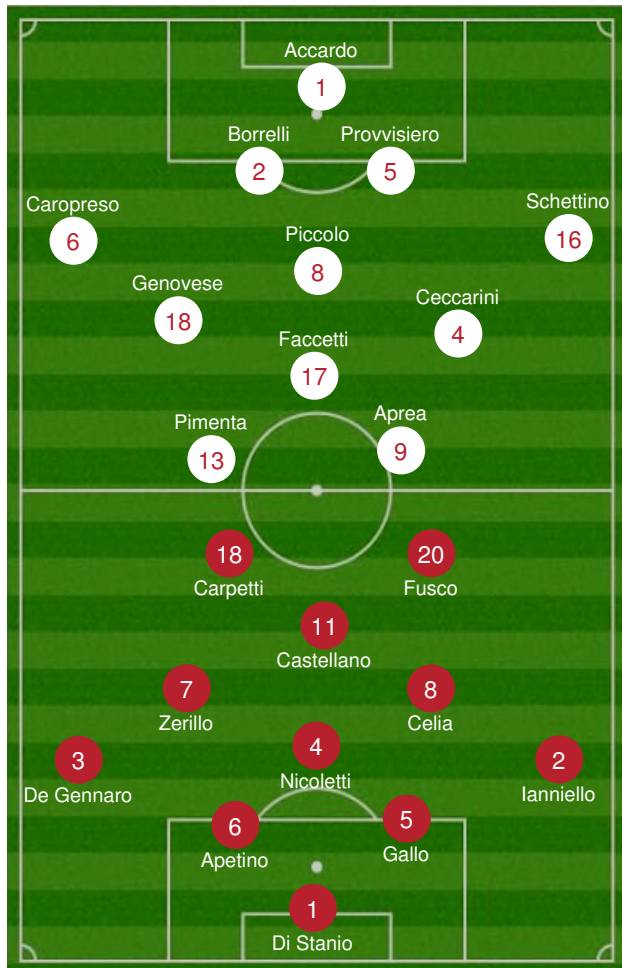 Accardo
1
Borrelli
Provvisiero
2
5
Caropreso
Schettino
6
16
Piccolo
8
Genovese
Ceccarini
18
4
Faccetti
17
Pimenta
Aprea
13
9
18
20
Carpetti
Fusco
11
Castellano
7
8
Zerillo
Celia
3
4
2
De Gennaro
Nicoletti
Ianniello
6
5
Apetino
Gallo
1
Di Stanio